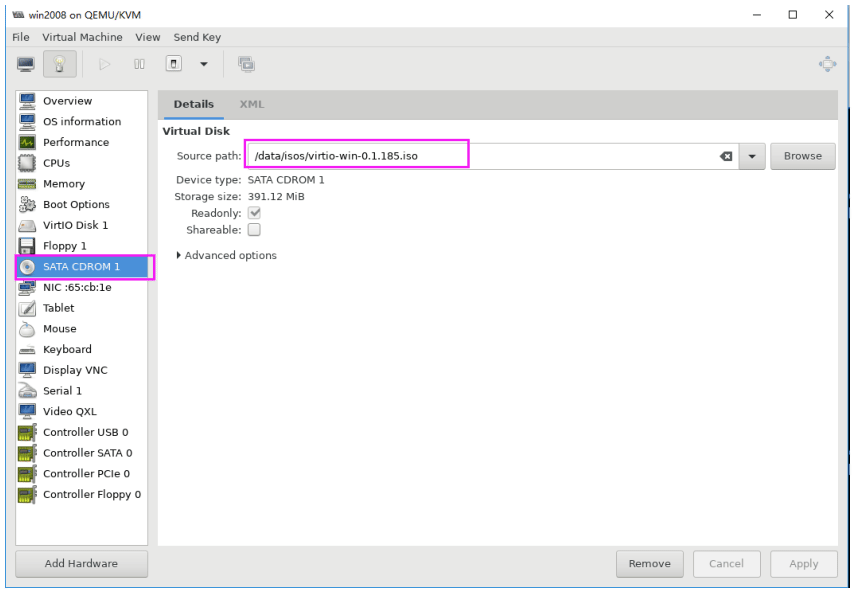 win2008 on QEMU/KVM
File Virtual Machine View Send Key
Overview
OS information
Performance
CPUs
Memory
Boot Options
VirtIO Disk 1
Floppy 1
SATA CDROM 1
NIC :65:cb:1e
Tablet
Mouse
Keyboard
Display VNC
Serial 1
Video QXL
Controller USB 0
Controller SATA 0
Controller PCIe 0
Controller Floppy 0
Add Hardware
Details XML
Virtual Disk
Source path: /data/isos/virtio-win-0.1.185.iso Browse
Device type: SATA CDROM 1
Storage size: 391.12 MiB
Readonly:
Shareable:
Advanced options
Remove Cancel Apply